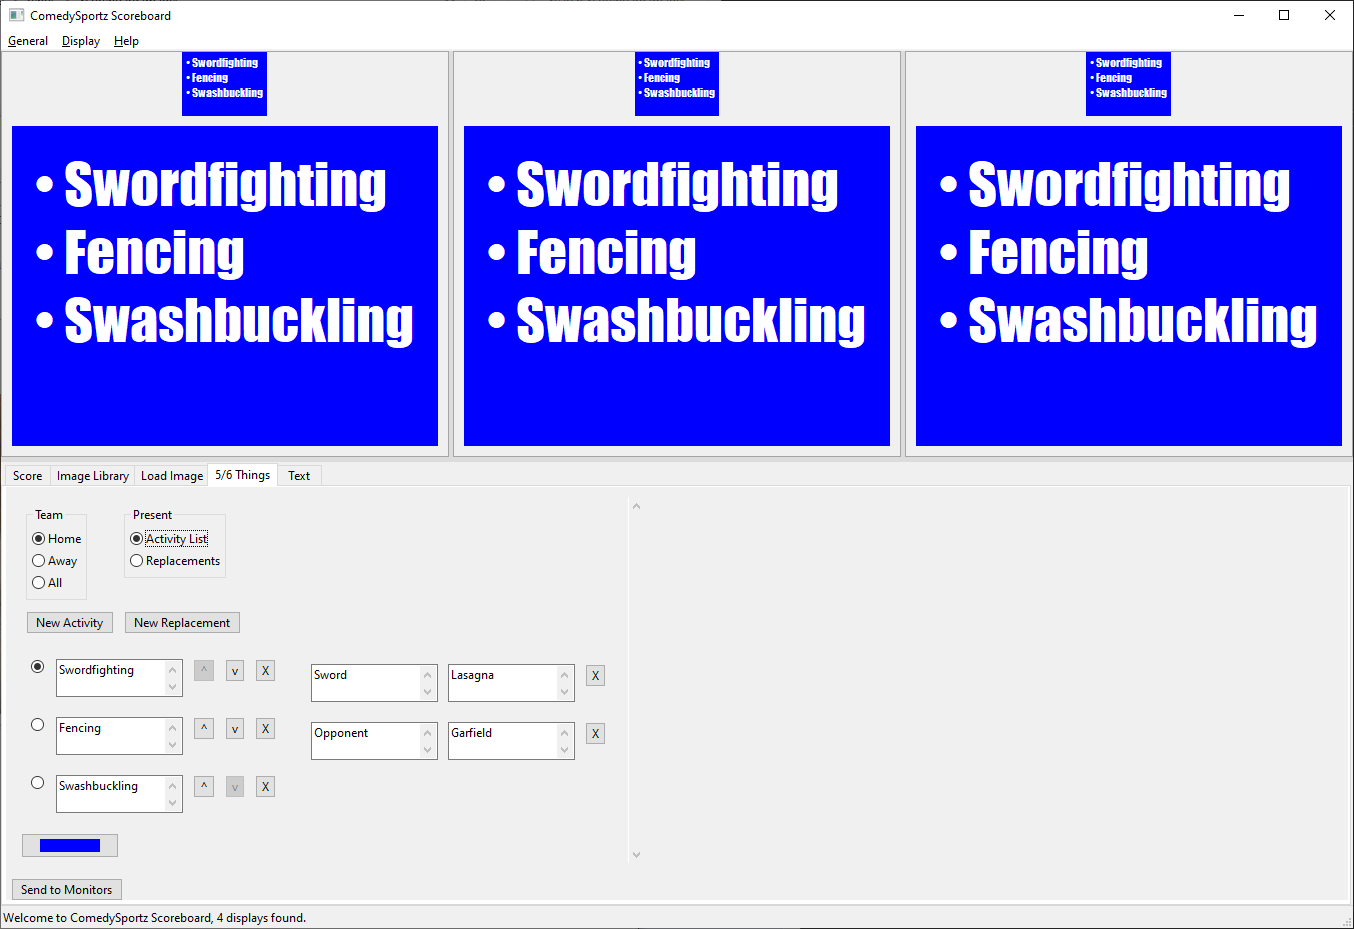 ComedySportz Scoreboard
General Display Help
• Swordfighting
• Fencing
• Swashbuckling
• Swordfighting
• Fencing
• Swashbuckling
• Swordfighting
• Fencing
• Swashbuckling
• Swordfighting
• Fencing
• Swashbuckling
• Swordfighting
• Fencing
• Swashbuckling
• Swordfighting
• Fencing
• Swashbuckling
Score Image Library Load Image 5/6 Things Text
Team
Home
Away
All
Present
Activity List
Replacements
New Activity New Replacement
Swordfighting ^ v X Sword Lasagna X
Fencing ^ v X Opponent Garfield X
Swashbuckling ^ v X
Send to Monitors
Welcome to ComedySportz Scoreboard, 4 displays found.